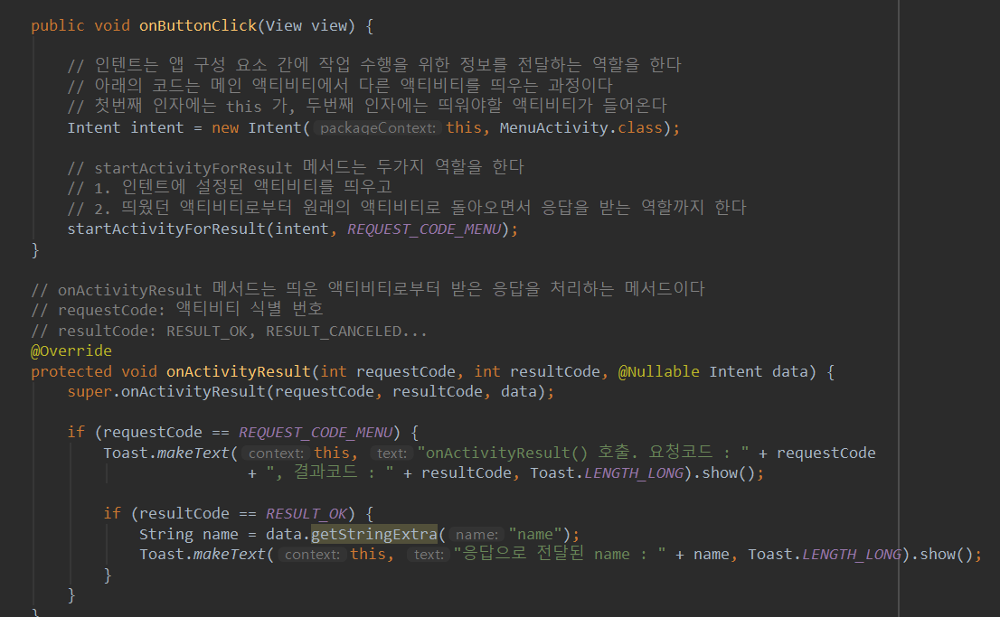 public void onButtonClick(View view) {
// 인텐트는 앱 구성 요소 간에 작업 수행을 위한 정보를 전달하는 역할을 한다
// 아래의 코드는 메인 액티비티에서 다른 액티비티를 띄우는 과정이다
// 첫번째 인자에는 this 가, 두번째 인자에는 띄워야할 액티비티가 들어온다
Intent intent = new Intent( packageContext: this, MenuActivity.class);
// startActivityForResult 메서드는 두가지 역할을 한다
// 1. 인텐트에 설정된 액티비티를 띄우고
// 2. 띄웠던 액티비티로부터 원래의 액티비티로 돌아오면서 응답을 받는 역할까지 한다
startActivityForResult(intent, REQUEST_CODE_MENU);
}
// onActivityResult 메서드는 띄운 액티비티로부터 받은 응답을 처리하는 메서드이다
// requestCode: 액티비티 식별 번호
// resultCode: RESULT_OK, RESULT_CANCELED...
@Override
protected void onActivityResult(int requestCode, int resultCode, @Nullable Intent data) {
super.onActivityResult(requestCode, resultCode, data);
if (requestCode == REQUEST_CODE_MENU) {
Toast.makeText( context: this, text: "onActivityResult() 호출. 요청코드 : " + requestCode
+ ", 결과코드 : " + resultCode, Toast.LENGTH_LONG).show();
if (resultCode == RESULT_OK) {
String name = data.getStringExtra( name: "name");
Toast.makeText( context: this, text: "응답으로 전달된 name : " + name, Toast.LENGTH_LONG).show();
}
}
}